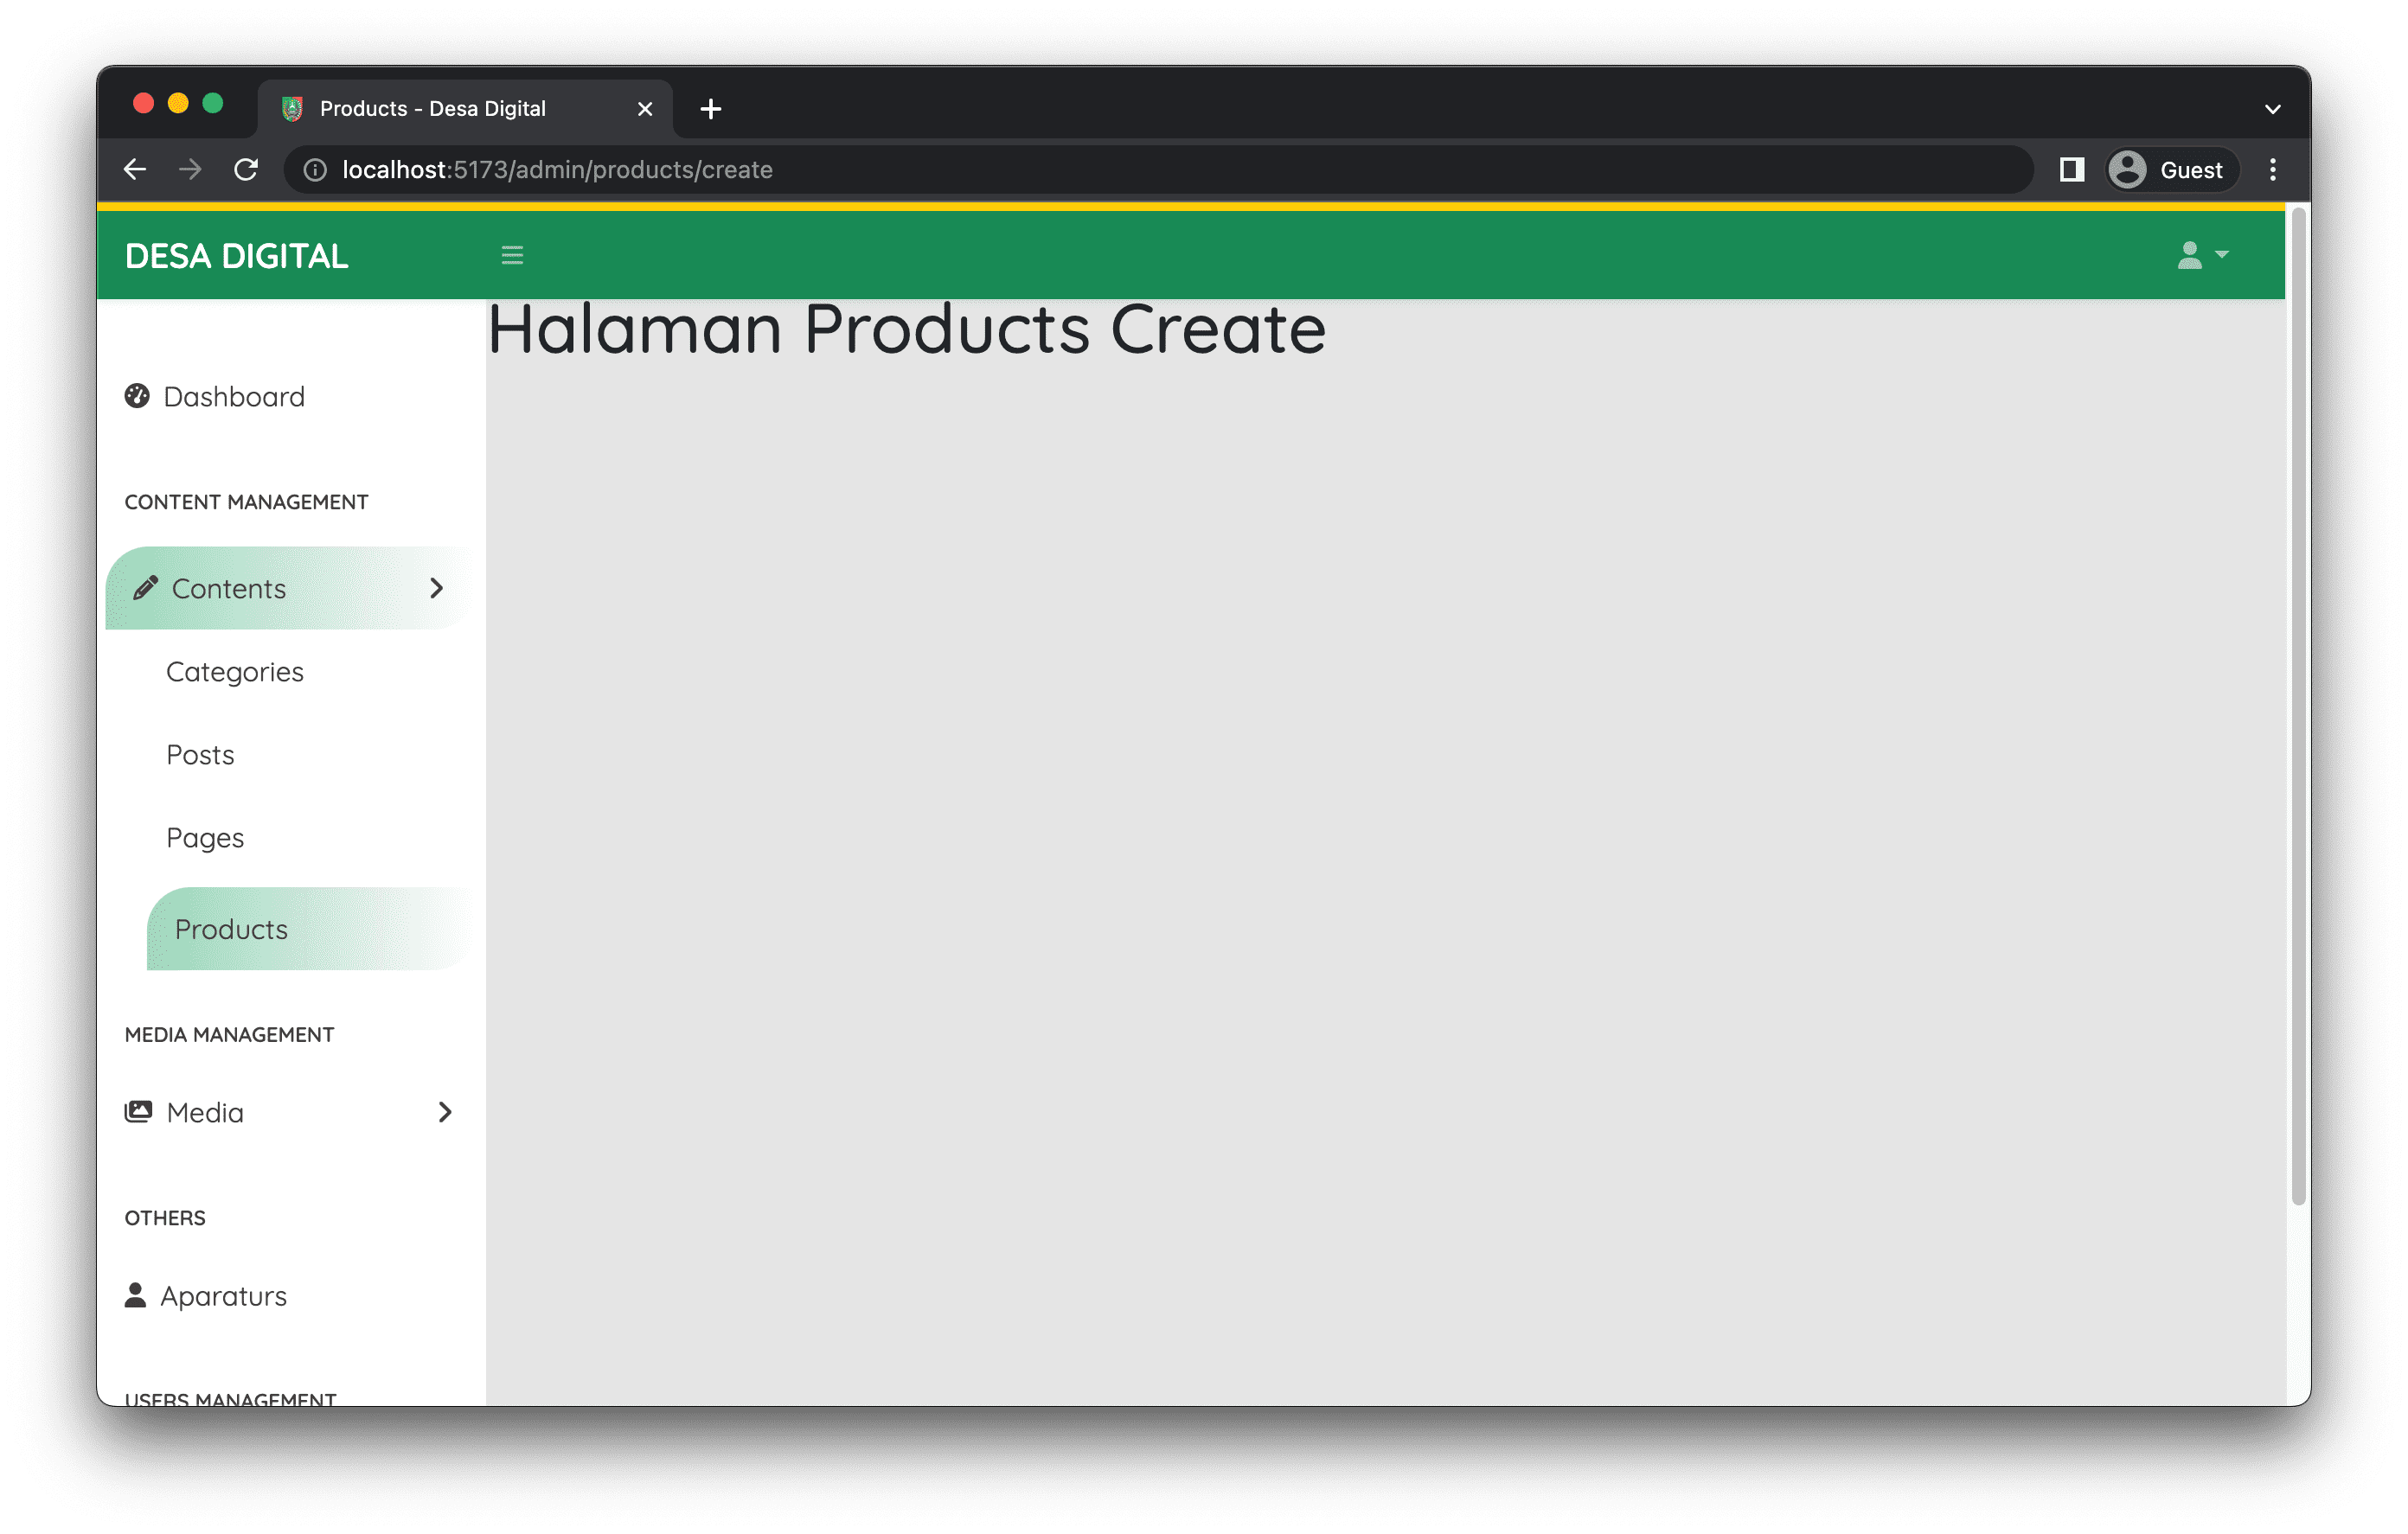 Products - Desa Digital
localhost:5173/admin/products/create
Guest
DESA DIGITAL
Halaman Products Create
Dashboard
CONTENT MANAGEMENT
Contents
Categories
Posts
Pages
Products
MEDIA MANAGEMENT
Media
OTHERS
Aparaturs
USERS MANAGEMENT